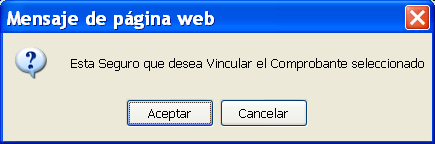 Mensaje de página web
Esta Seguro que desea Vincular el Comprobante seleccionado
Aceptar Cancelar